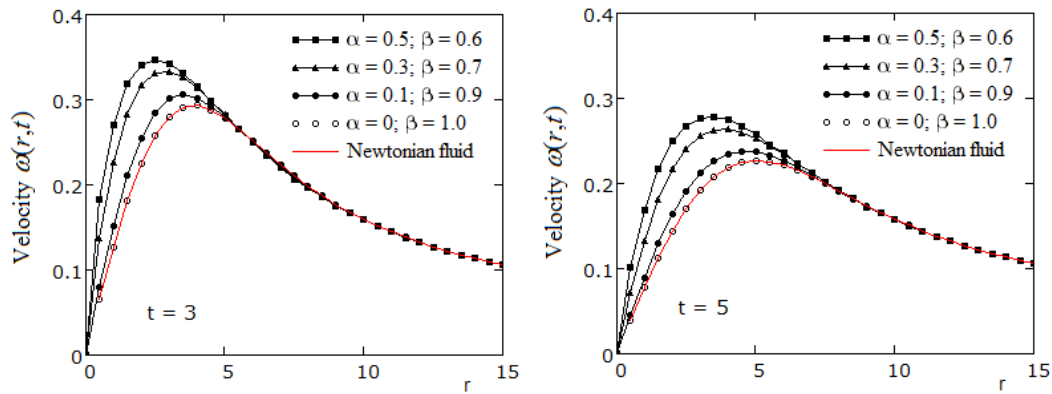 0.4
0.3
0.2
0.1
0
Velocity ω(r,t)
α = 0.5; β = 0.6
α = 0.3; β = 0.7
α = 0.1; β = 0.9
α = 0; β = 1.0
Newtonian fluid
t = 3
0 5 10 15
r
0.4
0.3
0.2
0.1
0
Velocity ω(r,t)
α = 0.5; β = 0.6
α = 0.3; β = 0.7
α = 0.1; β = 0.9
α = 0; β = 1.0
Newtonian fluid
t = 5
0 5 10 15
r